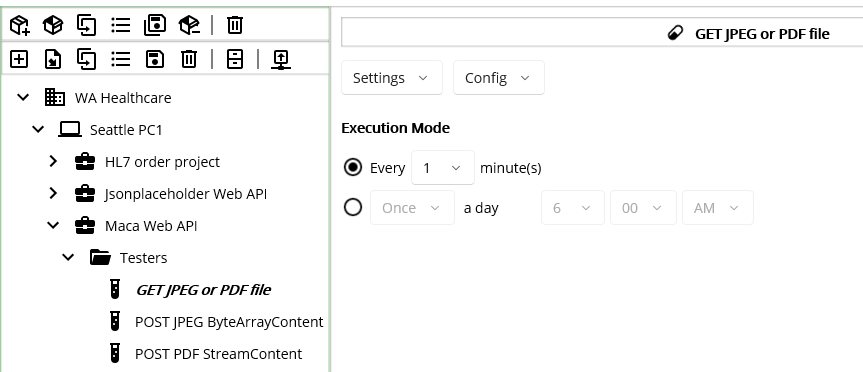 GET JPEG or PDF file
Settings
Config
WA Healthcare
Seattle PC1
Execution Mode
HL7 order project
Every 1 minute(s)
Jsonplaceholder Web API
Once a day 6 00 AM
Maca Web API
Testers
GET JPEG or PDF file
POST JPEG ByteArrayContent
POST PDF StreamContent